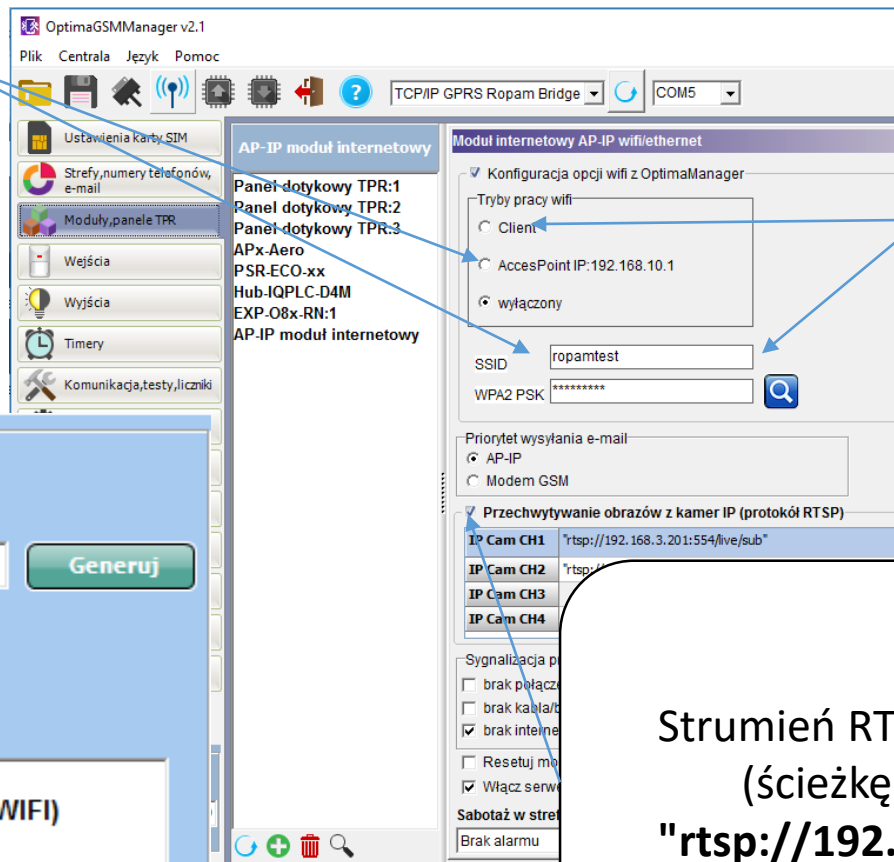 OptimaGSMManager v2.1
Plik Centrala Język Pomoc
TCP/IP GPRS Ropam Bridge
COM5
Ustawienia karty SIM
Strefy,numery telefonów,
e-mail
Moduły,panele TPR
Wejścia
Wyjścia
Timery
Komunikacja,testy,liczniki
AP-IP moduł internetowy
Panel dotykowy TPR:1
Panel dotykowy TPR:2
Panel dotykowy TPR:3
APx-Aero
PSR-ECO-xx
Hub-IQPLC-D4M
EXP-O8x-RN:1
AP-IP moduł internetowy
Moduł internetowy AP-IP wifi/ethernet
Konfiguracja opcji wifi z OptimaManager
Tryby pracy wifi
Client
AccesPoint IP:192.168.10.1
wyłączony
SSID ropamtest
WPA2 PSK *********
Priorytet wysyłania e-mail
AP-IP
Modem GSM
Przechwytywanie obrazów z kamer IP (protokół RTSP)
IP Cam CH1 "rtsp://192.168.3.201:554/live/sub"
IP Cam CH2 "rtsp:/
IP Cam CH3
IP Cam CH4
Sygnalizacja p
brak połącze
brak kabla/b
brak interne
Resetuj mo
Włącz serwe
Sabotaż w stref
Brak alarmu
Generuj
WIFI)
Strumień RT
(ścieżkę
"rtsp://192.